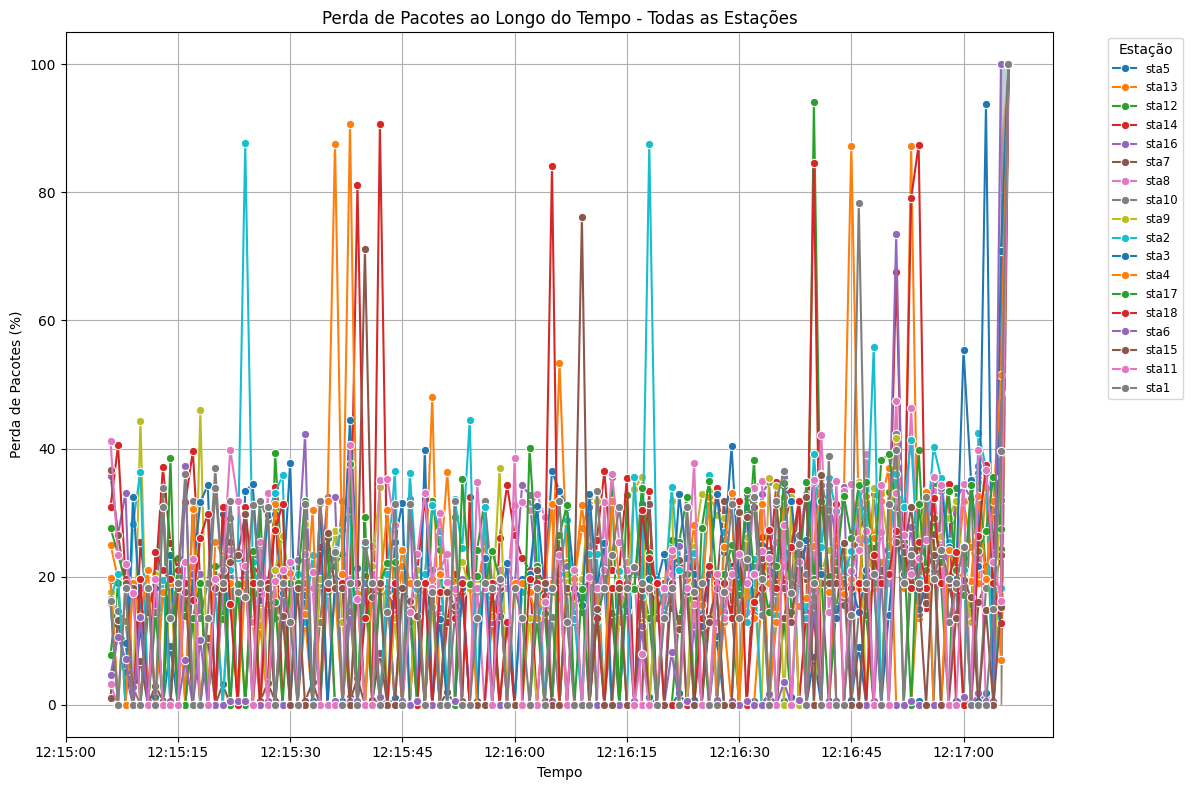 Perda de Pacotes ao Longo do Tempo - Todas as Estações
Perda de Pacotes (%)
100
80
60
40
20
0
12:15:00
12:15:15
12:15:30
12:15:45
12:16:00
12:16:15
12:16:30
12:16:45
12:17:00
Tempo
Estação
sta5
sta13
sta12
sta14
sta16
sta7
sta8
sta10
sta9
sta2
sta3
sta4
sta17
sta18
sta6
sta15
sta11
sta1